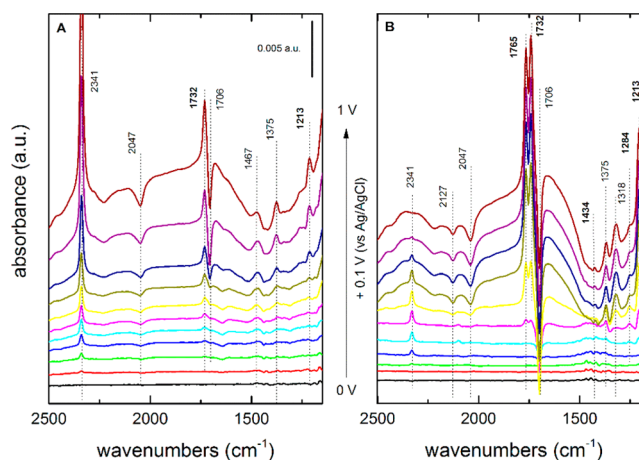 A
0.005 a.u.
2341
2047
1732
1706
1467
1375
1213
absorbance (a.u.)
2500
2000
1500
wavenumbers (cm⁻¹)
1 V
+ 0.1 V (vs Ag/AgCl)
0 V
B
1765
1732
1706
2341
2127
2047
1434
1375
1318
1284
1213
2500
2000
1500
wavenumbers (cm⁻¹)